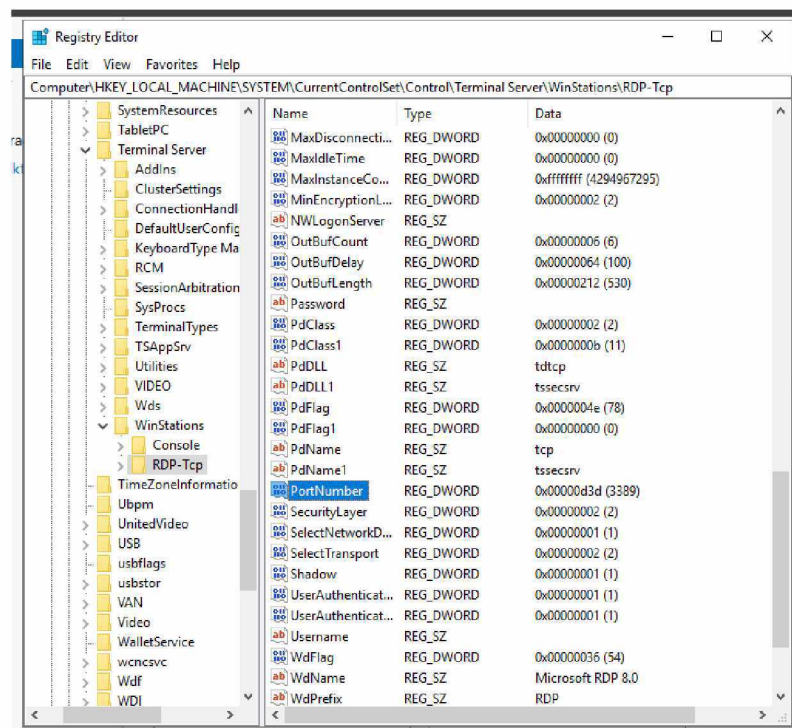 Registry Editor
File Edit View Favorites Help
Computer\HKEY_LOCAL_MACHINE\SYSTEM\CurrentControlSet\Control\Terminal Server\WinStations\RDP-Tcp
SystemResources
TabletPC
Terminal Server
AddIns
ClusterSettings
ConnectionHandl
DefaultUserConfig
KeyboardType Ma
RCM
SessionArbitration
SysProcs
TerminalTypes
TSAppSrv
Utilities
VIDEO
Wds
WinStations
Console
RDP-Tcp
TimeZoneInformatio
Ubpm
UnitedVideo
USB
usbflags
usbstor
VAN
Video
WalletService
wcncsvc
Wdf
WDI
Name Type Data
MaxDisconnecti... REG_DWORD 0x00000000 (0)
MaxIdleTime REG_DWORD 0x00000000 (0)
MaxInstanceCo... REG_DWORD 0xffffffff (4294967295)
MinEncryptionL... REG_DWORD 0x00000002 (2)
NWLogonServer REG_SZ
OutBufCount REG_DWORD 0x00000006 (6)
OutBufDelay REG_DWORD 0x00000064 (100)
OutBufLength REG_DWORD 0x00000212 (530)
Password REG_SZ
PdClass REG_DWORD 0x00000002 (2)
PdClass1 REG_DWORD 0x0000000b (11)
PdDLL REG_SZ tdtcp
PdDLL1 REG_SZ tssecsrv
PdFlag REG_DWORD 0x0000004e (78)
PdFlag1 REG_DWORD 0x00000000 (0)
PdName REG_SZ tcp
PdName1 REG_SZ tssecsrv
PortNumber REG_DWORD 0x00000d3d (3389)
SecurityLayer REG_DWORD 0x00000002 (2)
SelectNetworkD... REG_DWORD 0x00000001 (1)
SelectTransport REG_DWORD 0x00000002 (2)
Shadow REG_DWORD 0x00000001 (1)
UserAuthenticat... REG_DWORD 0x00000001 (1)
UserAuthenticat... REG_DWORD 0x00000001 (1)
Username REG_SZ
WdFlag REG_DWORD 0x00000036 (54)
WdName REG_SZ Microsoft RDP 8.0
WdPrefix REG_SZ RDP